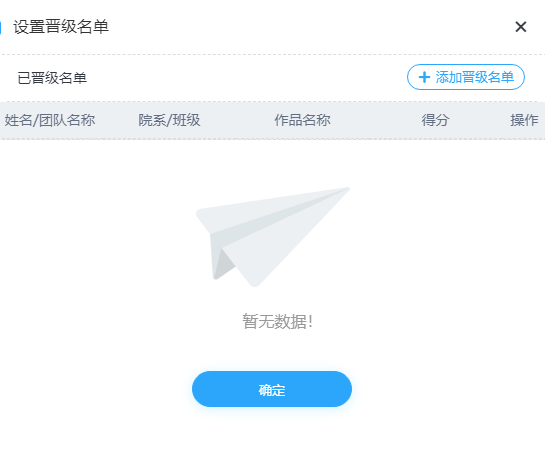 设置晋级名单
已晋级名单 添加晋级名单
姓名/团队名称 院系/班级 作品名称 得分 操作
暂无数据!
确定